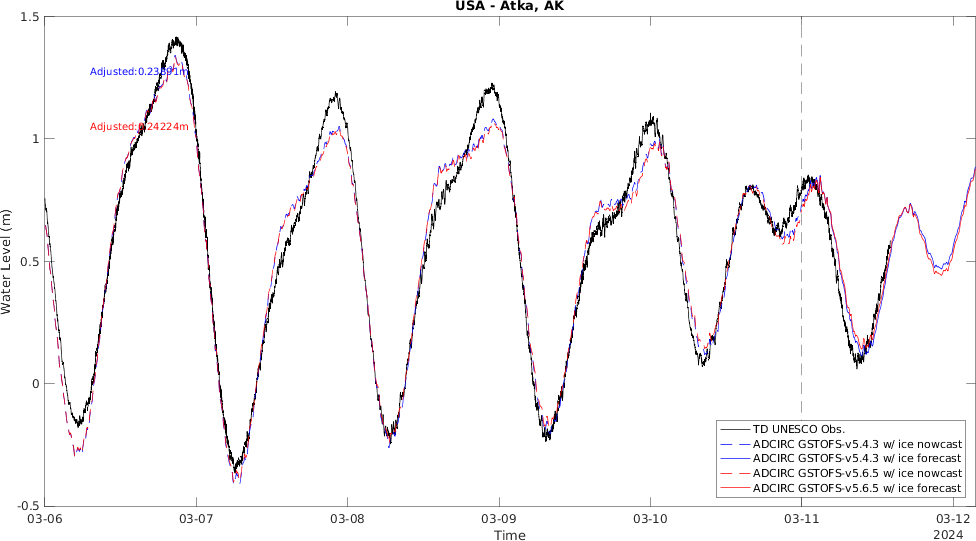 USA - Atka, AK
1.5
1
0.5
0
-0.5
Water Level (m)
Adjusted:0.23891m
Adjusted:0.24224m
TD UNESCO Obs.
ADCIRC GSTOFS-v5.4.3 w/ ice nowcast
ADCIRC GSTOFS-v5.4.3 w/ ice forecast
ADCIRC GSTOFS-v5.6.5 w/ ice nowcast
ADCIRC GSTOFS-v5.6.5 w/ ice forecast
03-06 03-07 03-08 03-09 03-10 03-11 03-12
Time
2024